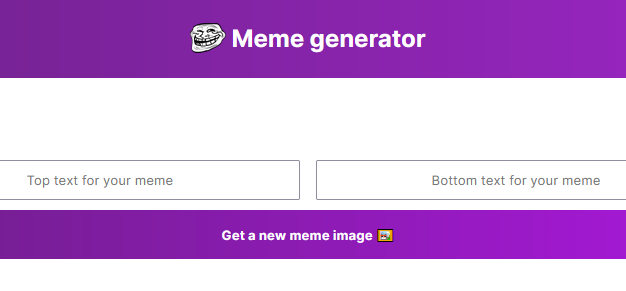 Meme generator
Top text for your meme
Bottom text for your meme
Get a new meme image 🖼️